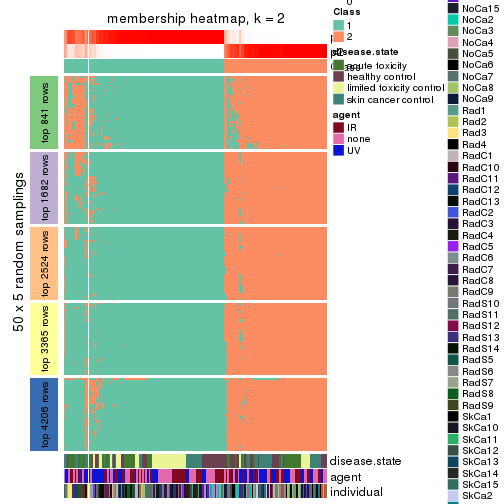 membership heatmap, k = 2
50 x 5 random samplings
top 841 rows
top 1682 rows
top 2524 rows
top 3365 rows
top 4206 rows
disease.state
agent
individual
0
Class
1
2
disease.state
acute toxicity
healthy control
limited toxicity control
skin cancer control
agent
IR
none
UV
NoCa15
NoCa2
NoCa3
NoCa4
NoCa5
NoCa6
NoCa7
NoCa8
NoCa9
Rad1
Rad2
Rad3
Rad4
RadC1
RadC10
RadC11
RadC12
RadC13
RadC2
RadC3
RadC4
RadC5
RadC6
RadC7
RadC8
RadC9
RadS10
RadS11
RadS12
RadS13
RadS14
RadS5
RadS6
RadS7
RadS8
RadS9
SkCa1
SkCa10
SkCa11
SkCa12
SkCa13
SkCa14
SkCa15
SkCa2